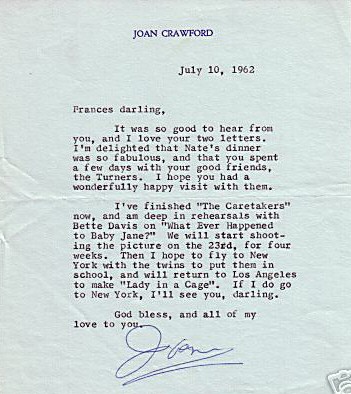 JOAN CRAWFORD
July 10, 1962
Frances darling,
It was so good to hear from
you, and I love your two letters.
I'm delighted that Nate's dinner
was so fabulous, and that you spent
a few days with your good friends,
the Turners. I hope you had a
wonderfully happy visit with them.
I've finished "The Caretakers"
now, and am deep in rehearsals with
Bette Davis on "What Ever Happened
to Baby Jane?" We will start shoot-
ing the picture on the 23rd, for four
weeks. Then I hope to fly to New
York with the twins to put them in
school, and will return to Los Angeles
to make "Lady in a Cage". If I do go
to New York, I'll see you, darling.
God bless, and all of my
love to you.
Joan